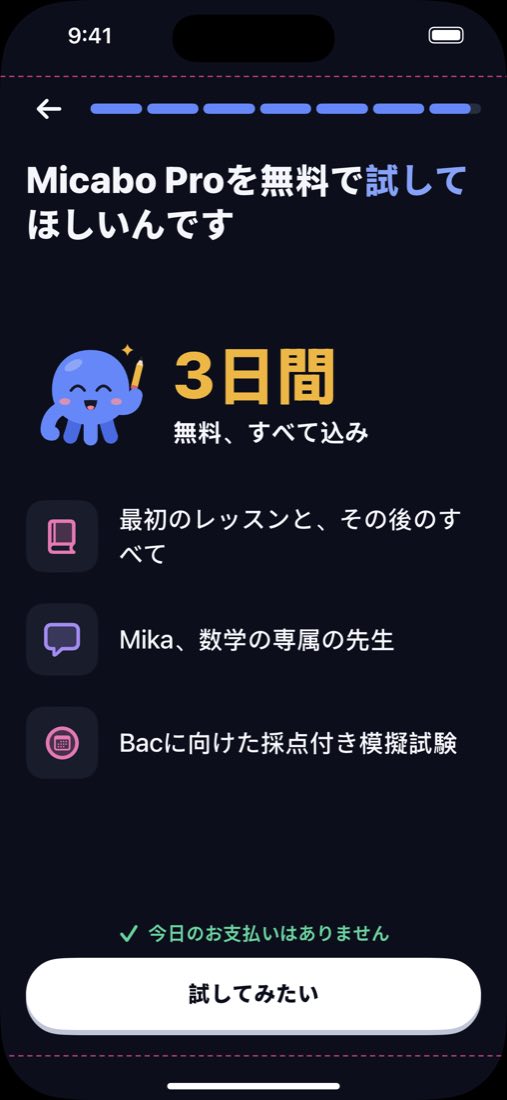 9:41
Micabo Proを無料で試して
ほしいんです
3日間
無料、すべて込み
最初のレッスンと、その後のす
べて
Mika、数学の専属の先生
Bacに向けた採点付き模擬試験
今日のお支払いはありません
試してみたい